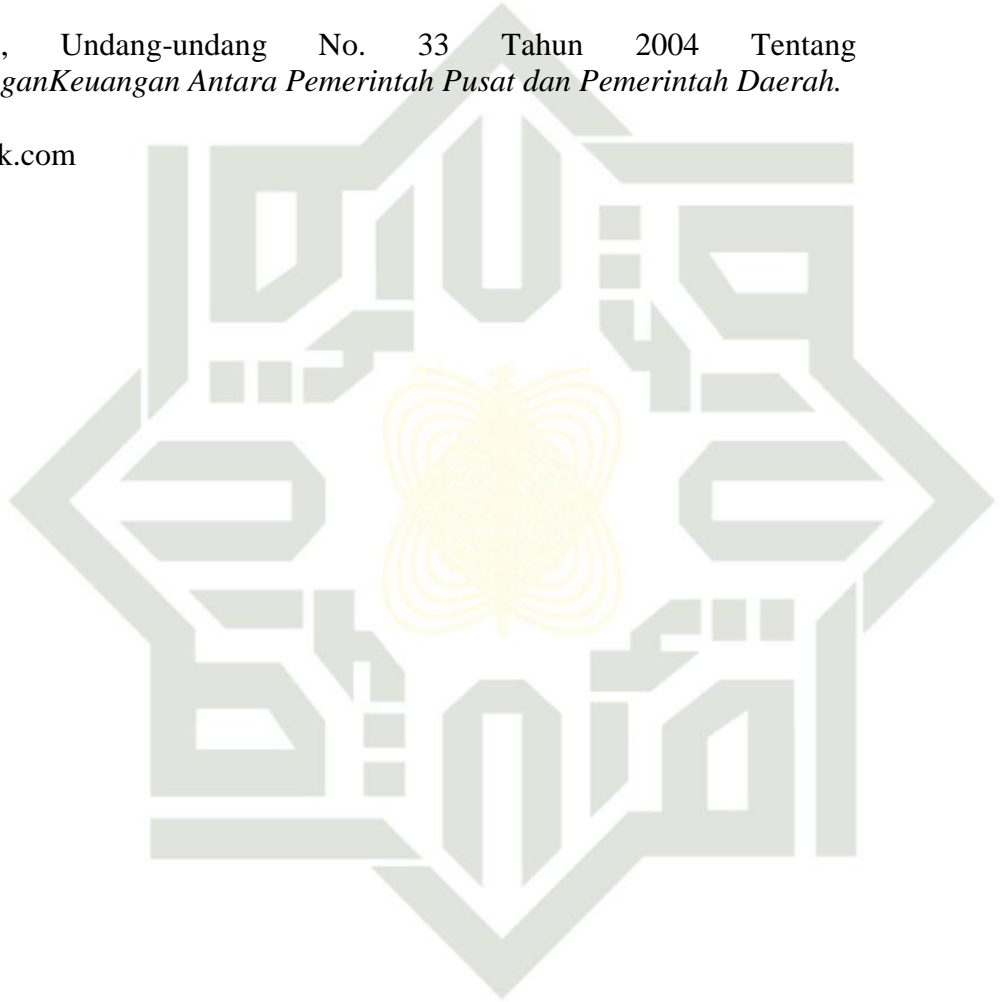 , Undang-undang No. 33 Tahun 2004 Tentang
ganKeuangan Antara Pemerintah Pusat dan Pemerintah Daerah.
k.com